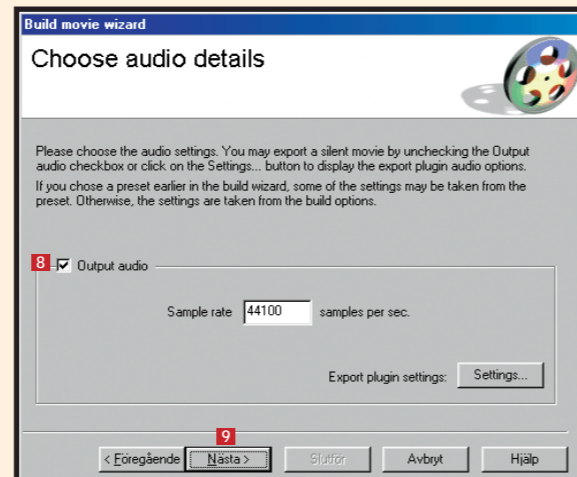 Build movie wizard
Choose audio details
Please choose the audio settings. You may export a silent movie by unchecking the Output
audio checkbox or click on the Settings... button to display the export plugin audio options.
If you chose a preset earlier in the build wizard, some of the settings may be taken from the
preset. Otherwise, the settings are taken from the build options.
8 Output audio
Sample rate 44100 samples per sec.
Export plugin settings: Settings...
9
< Föregående Nästa > Slutför Avbryt Hjälp